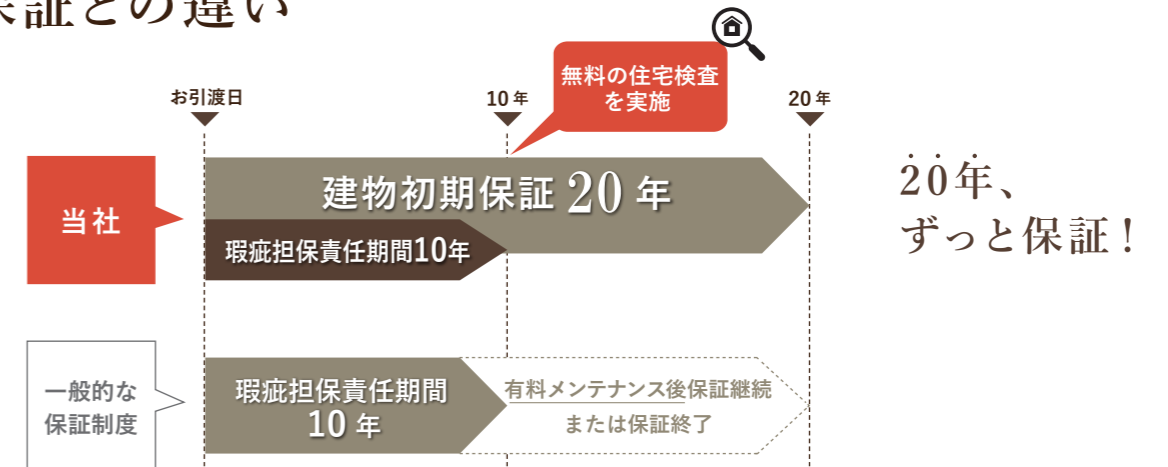 保証との違い
お引渡日
10年
無料の住宅検査
を実施
20年
当社
建物初期保証20年
瑕疵担保責任期間10年
20年、
ずっと保証！
一般的な
保証制度
瑕疵担保責任期間
10年
有料メンテナンス後保証継続
または保証終了